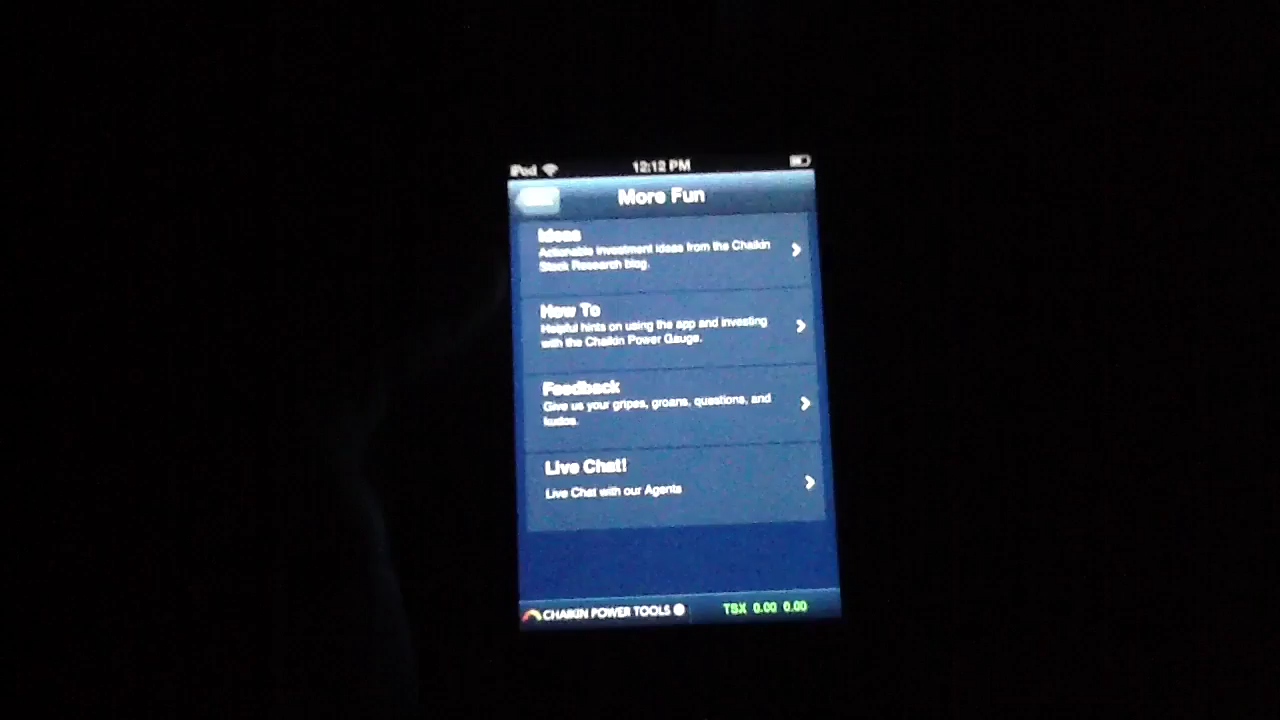 iPod 12:12 PM
More Fun
Ideas
Actionable investment ideas from the Chaikin
Stock Research blog.
How To
Helpful hints on using the app and investing
with the Chaikin Power Gauge.
Feedback
Give us your gripes, groans, questions, and
kudos.
Live Chat!
Live Chat with our Agents
CHAIKIN POWER TOOLS TSX 0.00 0.00